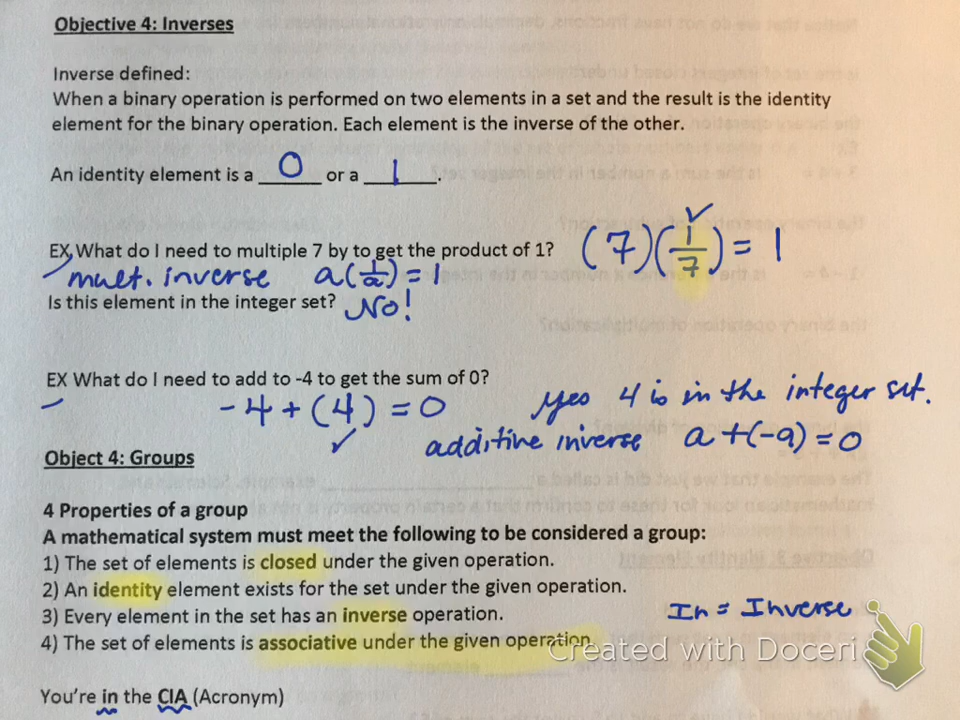 Objective 4: Inverses
Inverse defined:
When a binary operation is performed on two elements in a set and the result is the identity
element for the binary operation. Each element is the inverse of the other.
An identity element is a 0 or a 1.
EX What do I need to multiple 7 by to get the product of 1? (7)(1/7) = 1
mult. inverse a(1/a) = 1
Is this element in the integer set? No!
EX What do I need to add to -4 to get the sum of 0?
-4 + (4) = 0 yes 4 is in the integer set.
additive inverse a + (-a) = 0
Object 4: Groups
4 Properties of a group
A mathematical system must meet the following to be considered a group:
1) The set of elements is closed under the given operation.
2) An identity element exists for the set under the given operation.
3) Every element in the set has an inverse operation.
In = Inverse
4) The set of elements is associative under the given operation.
Created with Doceri
You're in the CIA (Acronym)